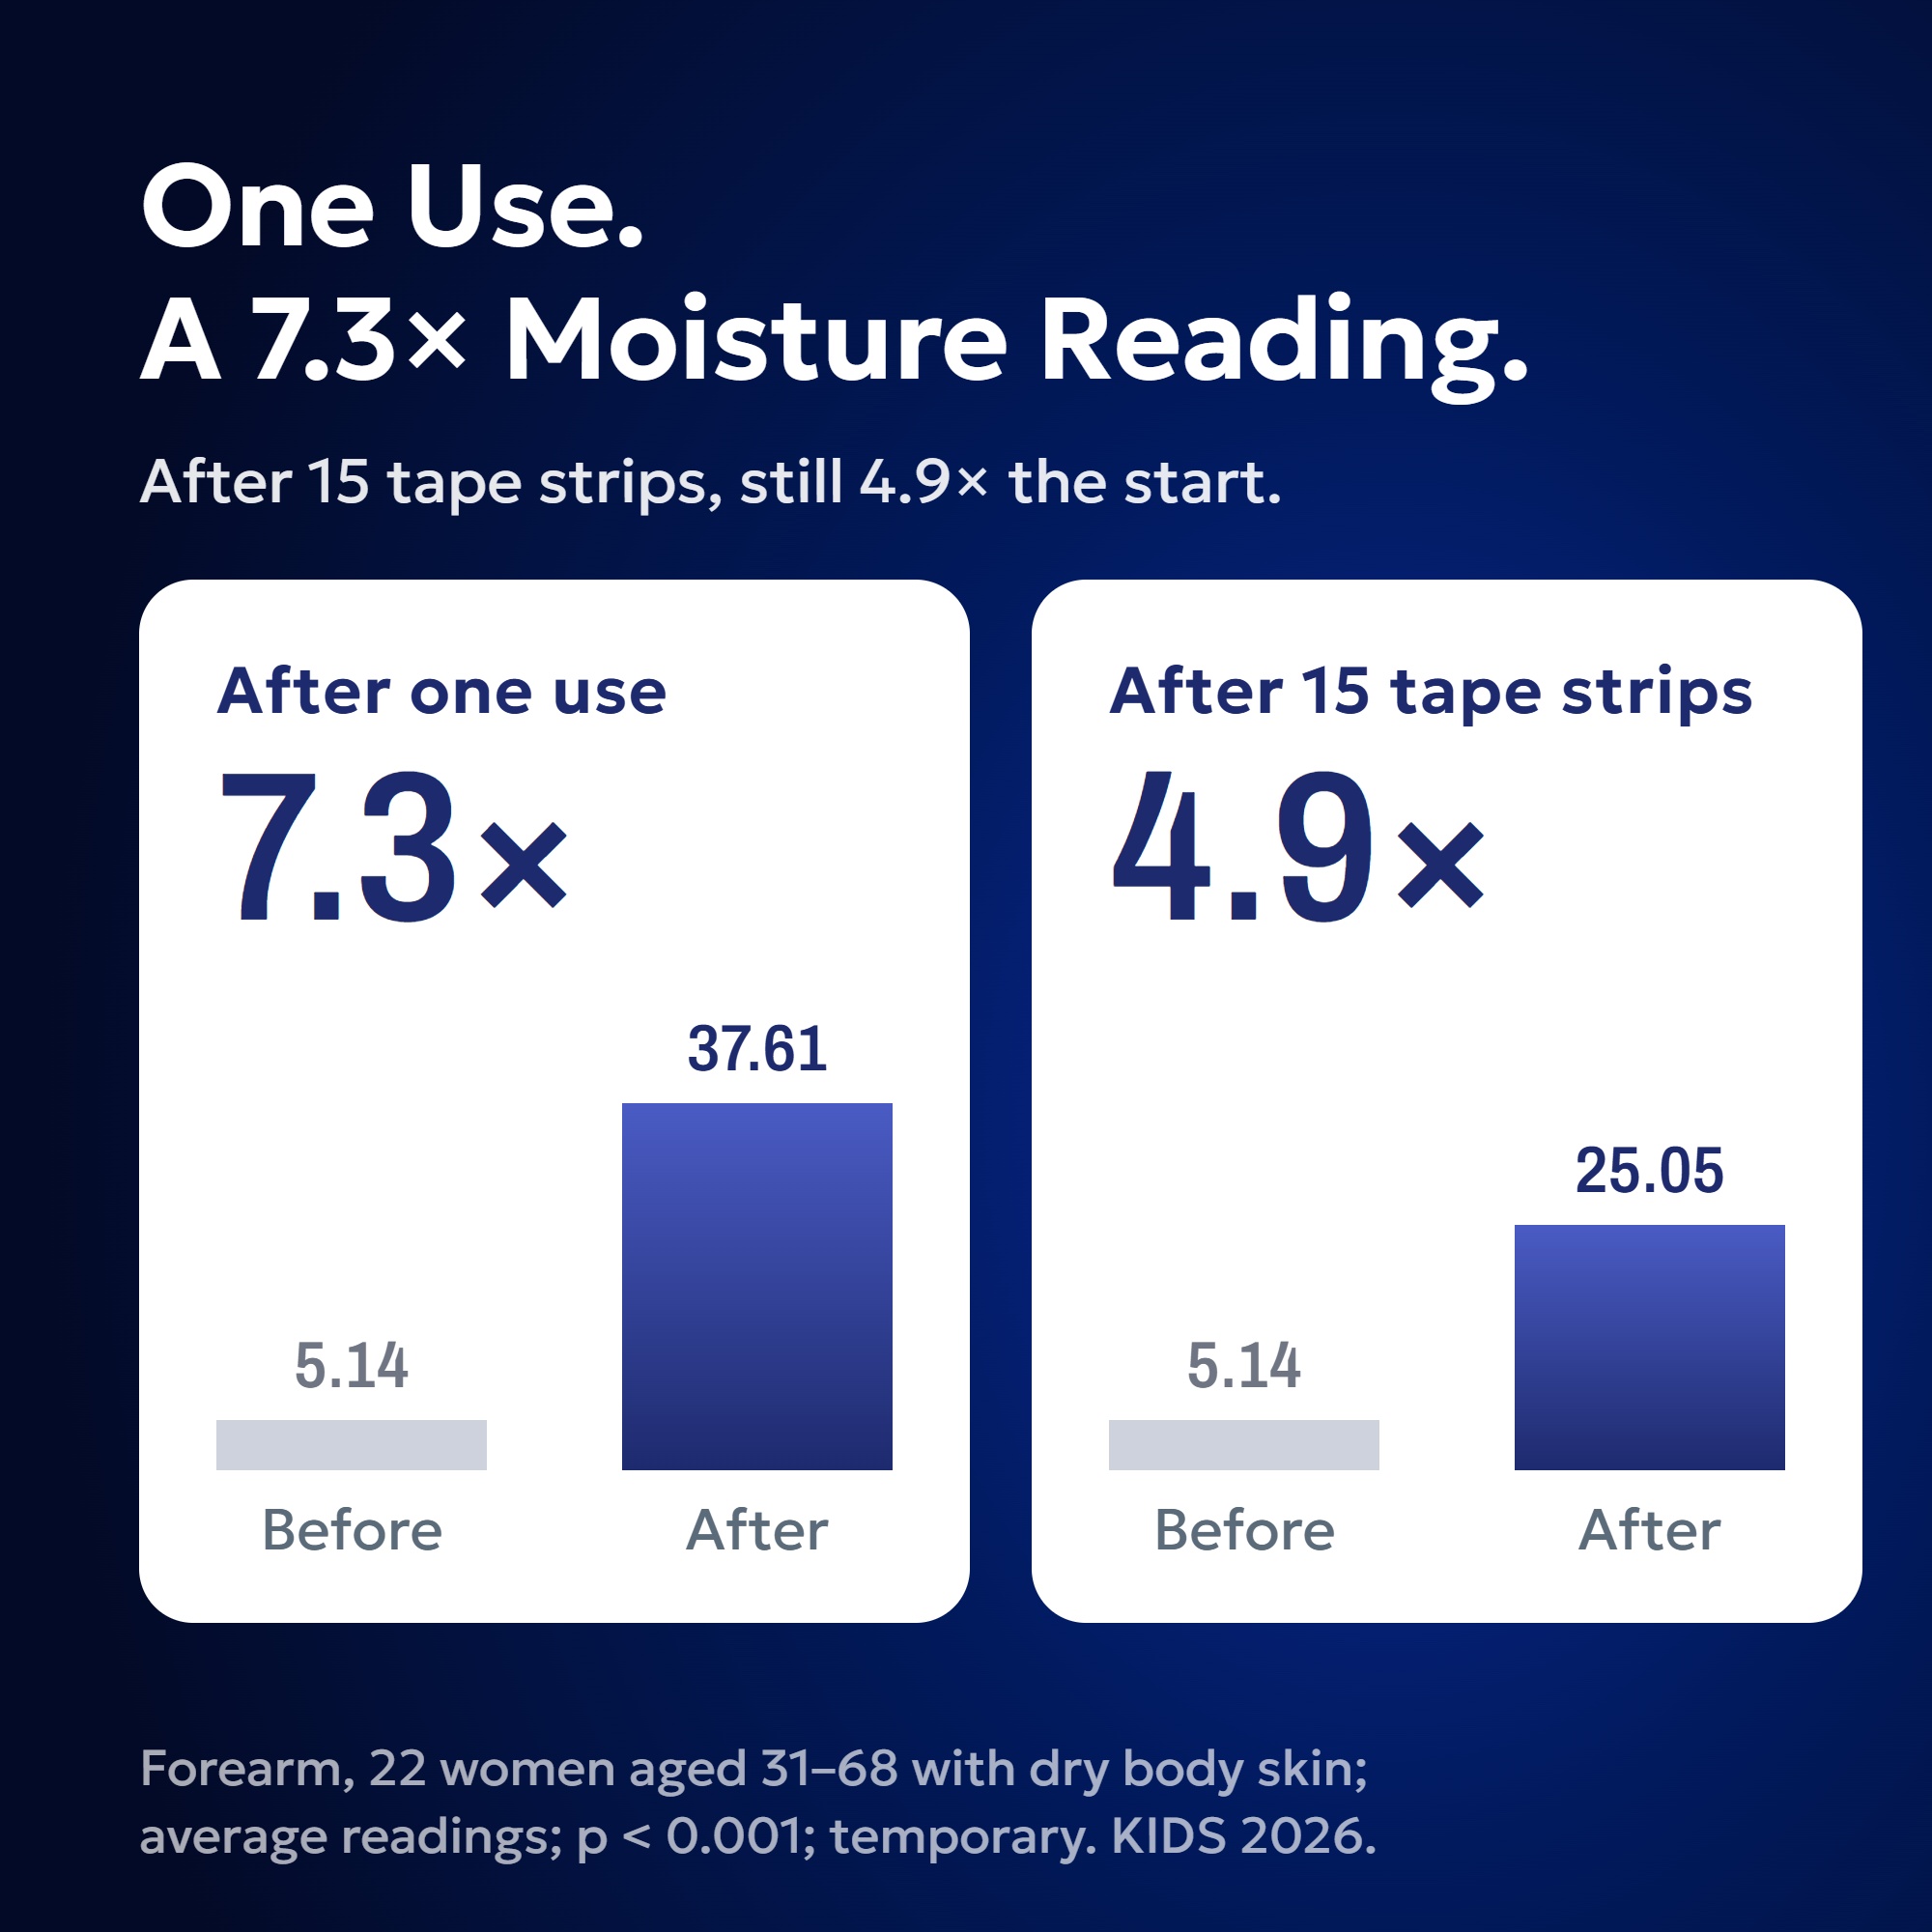 One Use.
A 7.3× Moisture Reading.
After 15 tape strips, still 4.9× the start.
After one use
7.3×
37.61
5.14
Before
After
After 15 tape strips
4.9×
25.05
5.14
Before
After
Forearm, 22 women aged 31–68 with dry body skin;
average readings; p < 0.001; temporary. KIDS 2026.